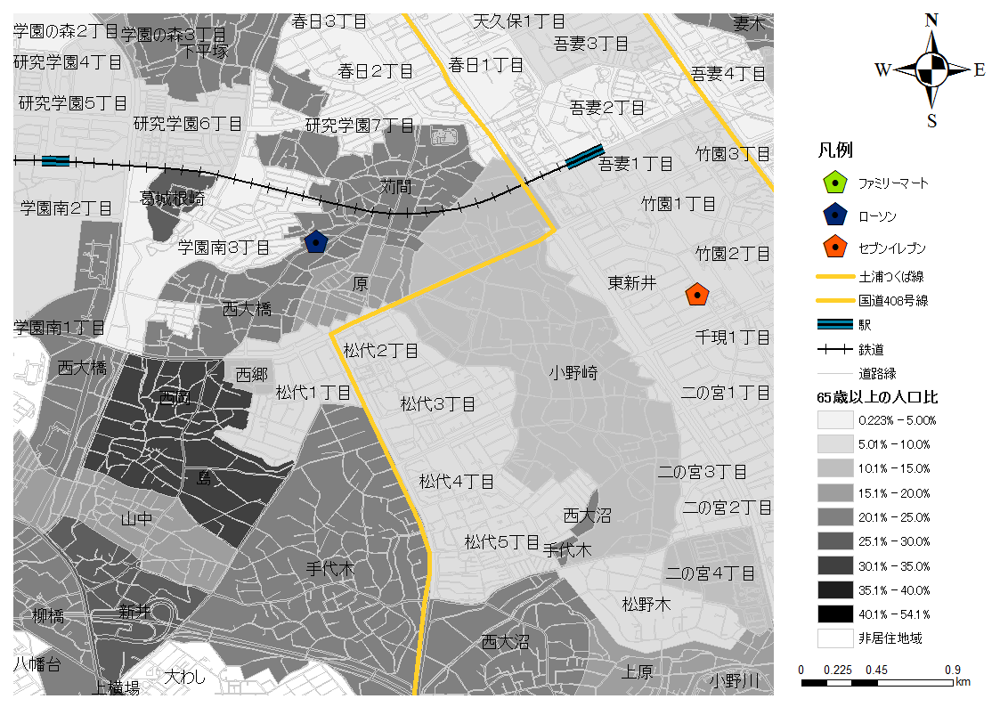 春日3丁目
天久保1丁目
妻木
学園の森2丁目
学園の森3丁目
吾妻3丁目
下平塚
研究学園4丁目
春日2丁目
春日1丁目
吾妻4丁目
研究学園5丁目
吾妻2丁目
研究学園6丁目
研究学園7丁目
竹園3丁目
吾妻1丁目
苅間
葛城根崎
竹園1丁目
学園南2丁目
学園南3丁目
竹園2丁目
原
東新井
西大橋
学園南1丁目
千現1丁目
松代2丁目
西大橋
西郷
小野崎
西岡
松代1丁目
二の宮1丁目
松代3丁目
島
松代4丁目
二の宮3丁目
二の宮2丁目
山中
西大沼
松代5丁目
手代木
手代木
二の宮4丁目
松野木
柳橋
新井
西大沼
八幡台
大わし
上横場
上原
小野川
N
W
E
S
凡例
ファミリーマート
ローソン
セブンイレブン
土浦つくば線
国道408号線
駅
鉄道
道路縁
65歳以上の人口比
0.223% – 5.00%
5.01% – 10.0%
10.1% – 15.0%
15.1% – 20.0%
20.1% – 25.0%
25.1% – 30.0%
30.1% – 35.0%
35.1% – 40.0%
40.1% – 54.1%
非居住地域
0 0.225 0.45 0.9
km